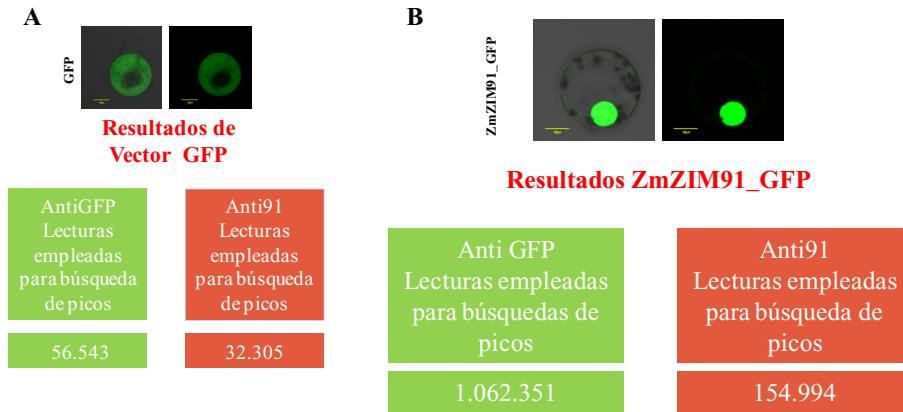 A
GFP
Resultados de
Vector GFP
AntiGFP
Lecturas
empleadas
para búsqueda
de picos
Anti91
Lecturas
empleadas
para búsqueda
de picos
56.543
32.305
B
ZmZIM91_GFP
Resultados ZmZIM91_GFP
Anti GFP
Lecturas empleadas
para búsquedas de
picos
Anti91
Lecturas empleadas
para búsqueda de
picos
1.062.351
154.994